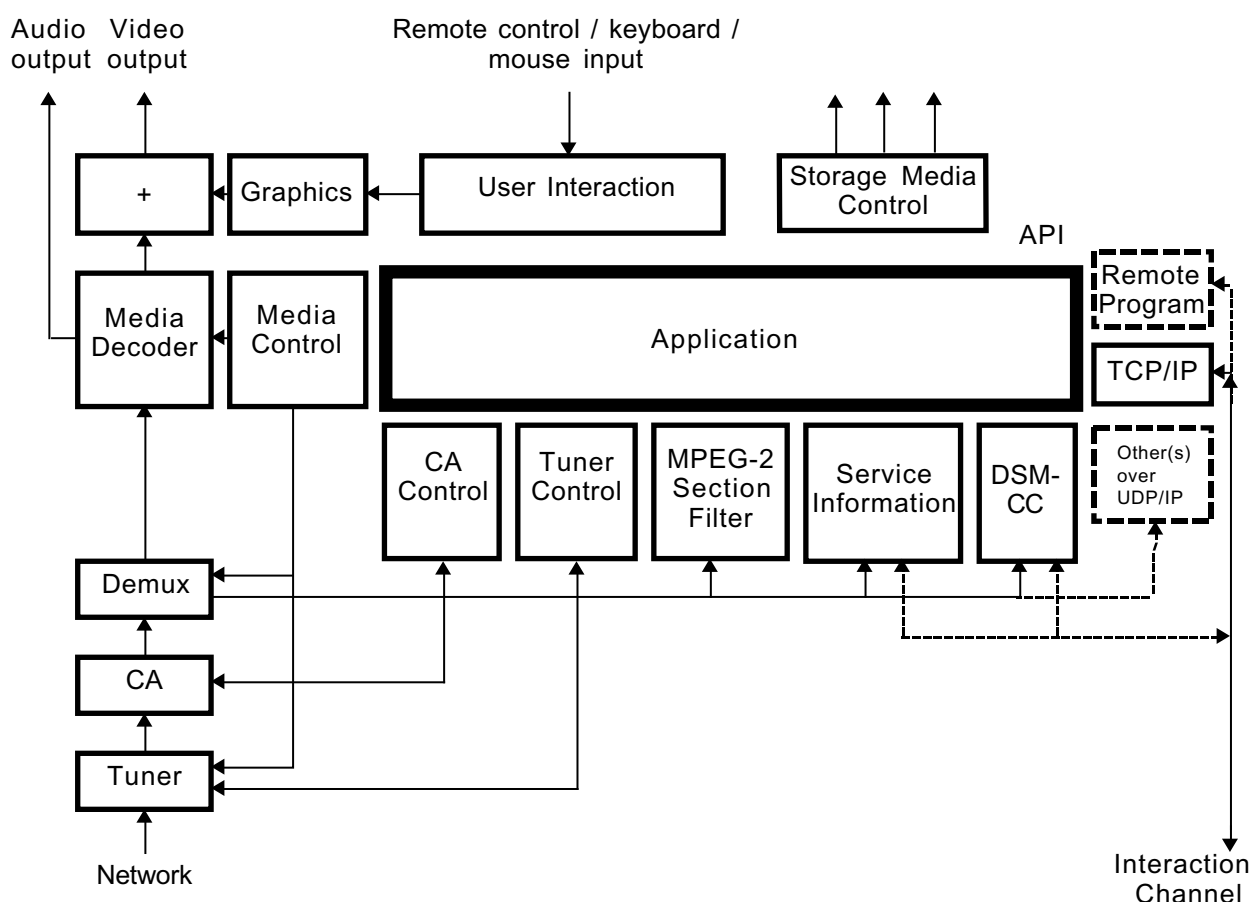 Audio Video
output output
Remote control / keyboard /
mouse input
+
Graphics
User Interaction
Storage Media
Control
API
Media
Decoder
Media
Control
Application
Remote
Program
TCP/IP
CA
Control
Tuner
Control
MPEG-2
Section
Filter
Service
Information
DSM-
CC
Other(s)
over
UDP/IP
Demux
CA
Tuner
Network
Interaction
Channel